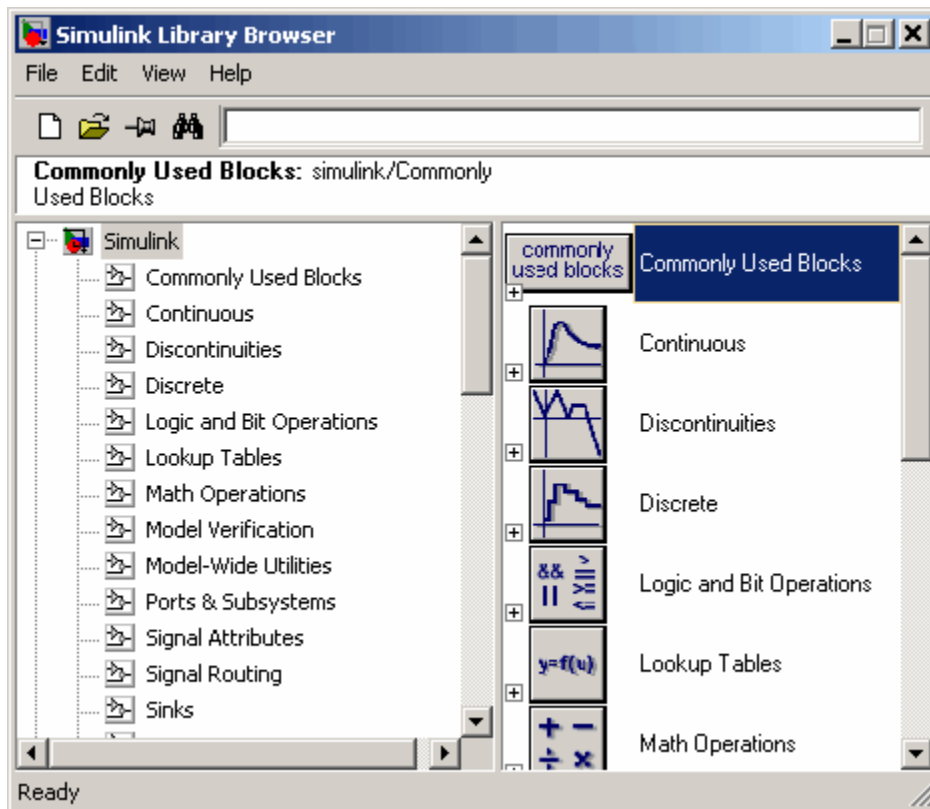 Simulink Library Browser
File Edit View Help
Commonly Used Blocks: simulink/Commonly
Used Blocks
Simulink
Commonly Used Blocks
Continuous
Discontinuities
Discrete
Logic and Bit Operations
Lookup Tables
Math Operations
Model Verification
Model-Wide Utilities
Ports & Subsystems
Signal Attributes
Signal Routing
Sinks
commonly
used blocks
Commonly Used Blocks
Continuous
Discontinuities
Discrete
&& >
|| >=
<=
Logic and Bit Operations
y=f(u)
Lookup Tables
+ −
÷ ×
Math Operations
Ready